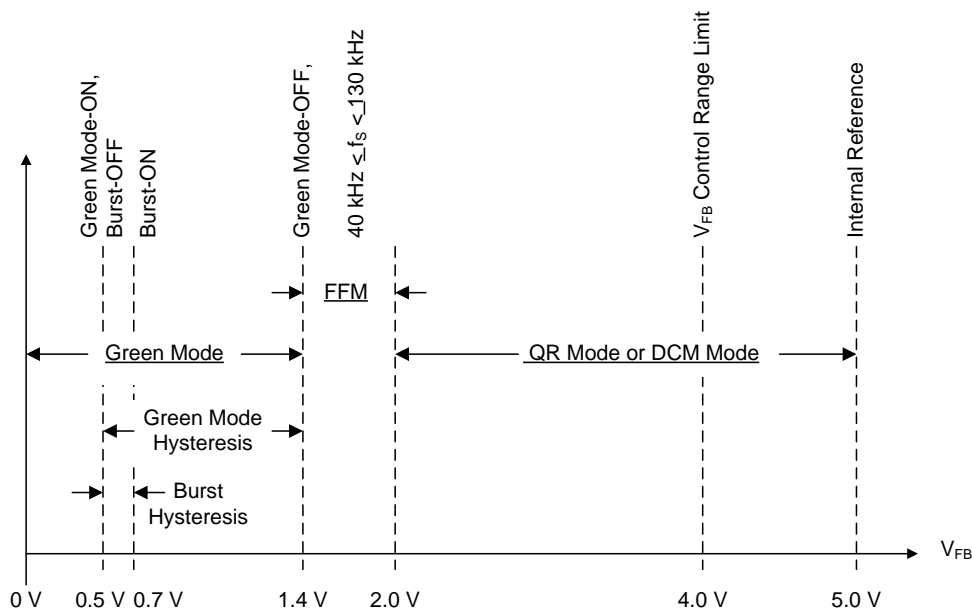 Green Mode-ON,
Burst-OFF
Burst-ON
Green Mode-OFF,
40 kHz ≤ fS ≤ 130 kHz
VFB Control Range Limit
Internal Reference
FFM
Green Mode
QR Mode or DCM Mode
Green Mode
Hysteresis
Burst
Hysteresis
VFB
0 V
0.5 V
0.7 V
1.4 V
2.0 V
4.0 V
5.0 V